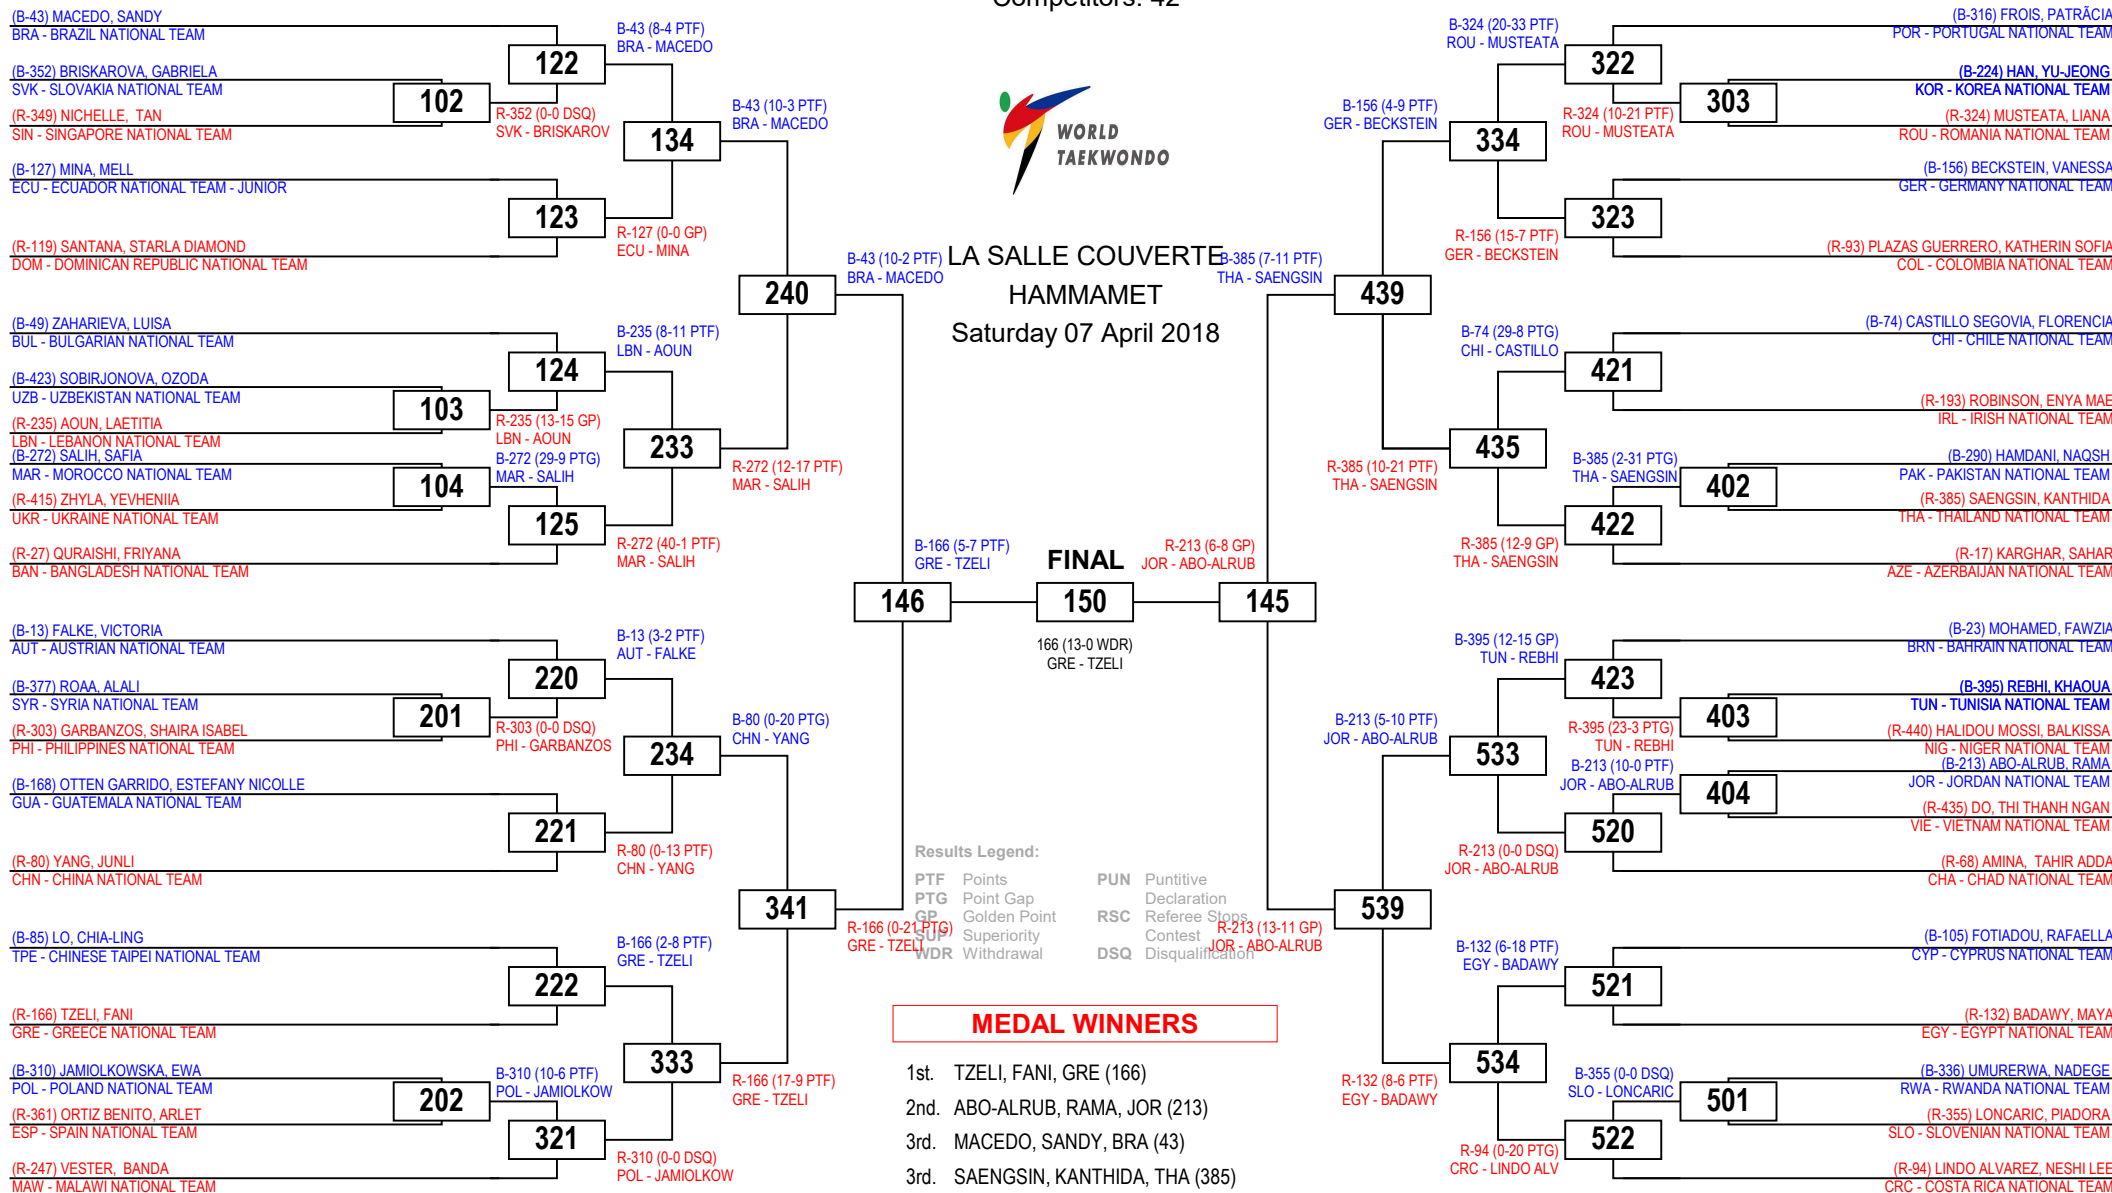 Competitors: 42
(B-43) MACEDO, SANDY
BRA - BRAZIL NATIONAL TEAM
(B-352) BRISKAROVA, GABRIELA
SVK - SLOVAKIA NATIONAL TEAM
(R-349) NICHELLE, TAN
SIN - SINGAPORE NATIONAL TEAM
(B-127) MINA, MELL
ECU - ECUADOR NATIONAL TEAM - JUNIOR
(R-119) SANTANA, STARLA DIAMOND
DOM - DOMINICAN REPUBLIC NATIONAL TEAM
(B-49) ZAHARIEVA, LUISA
BUL - BULGARIAN NATIONAL TEAM
(B-423) SOBIRJONOVA, OZODA
UZB - UZBEKISTAN NATIONAL TEAM
(R-235) AOUN, LAETITIA
LBN - LEBANON NATIONAL TEAM
(B-272) SALIH, SAFIA
MAR - MOROCCO NATIONAL TEAM
(R-415) ZHYLA, YEVHENIIA
UKR - UKRAINE NATIONAL TEAM
(R-27) QURAISHI, FRIYANA
BAN - BANGLADESH NATIONAL TEAM
(B-13) FALKE, VICTORIA
AUT - AUSTRIAN NATIONAL TEAM
(B-377) ROAA, ALALI
SYR - SYRIA NATIONAL TEAM
(R-303) GARBANZOS, SHAIRA ISABEL
PHI - PHILIPPINES NATIONAL TEAM
(B-168) OTTEN GARRIDO, ESTEFANY NICOLLE
GUA - GUATEMALA NATIONAL TEAM
(R-80) YANG, JUNLI
CHN - CHINA NATIONAL TEAM
(B-85) LO, CHIA-LING
TPE - CHINESE TAIPEI NATIONAL TEAM
(R-166) TZELI, FANI
GRE - GREECE NATIONAL TEAM
(B-310) JAMIOLKOWSKA, EWA
POL - POLAND NATIONAL TEAM
(R-361) ORTIZ BENITO, ARLET
ESP - SPAIN NATIONAL TEAM
(R-247) VESTER, BANDA
MAW - MALAWI NATIONAL TEAM
102
103
104
201
202
R-352 (0-0 DSQ)
SVK - BRISKAROV
R-235 (13-15 GP)
LBN - AOUN
B-272 (29-9 PTG)
MAR - SALIH
R-303 (0-0 DSQ)
PHI - GARBANZOS
B-310 (10-6 PTF)
POL - JAMIOLKOW
122
123
124
125
220
221
222
321
B-43 (8-4 PTF)
BRA - MACEDO
R-127 (0-0 GP)
ECU - MINA
B-235 (8-11 PTF)
LBN - AOUN
R-272 (40-1 PTF)
MAR - SALIH
B-13 (3-2 PTF)
AUT - FALKE
R-80 (0-13 PTF)
CHN - YANG
B-166 (2-8 PTF)
GRE - TZELI
R-310 (0-0 DSQ)
POL - JAMIOLKOW
134
233
234
333
B-43 (10-3 PTF)
BRA - MACEDO
R-272 (12-17 PTF)
MAR - SALIH
B-80 (0-20 PTG)
CHN - YANG
R-166 (17-9 PTF)
GRE - TZELI
240
341
B-43 (10-2 PTF)
BRA - MACEDO
R-166 (0-21 PTG)
GRE - TZELI
146
B-166 (5-7 PTF)
GRE - TZELI
WORLD
TAEKWONDO
LA SALLE COUVERTE
HAMMAMET
Saturday 07 April 2018
FINAL
150
166 (13-0 WDR)
GRE - TZELI
R-213 (6-8 GP)
JOR - ABO-ALRUB
145
B-385 (7-11 PTF)
THA - SAENGSIN
R-213 (13-11 GP)
JOR - ABO-ALRUB
439
539
B-156 (4-9 PTF)
GER - BECKSTEIN
R-385 (10-21 PTF)
THA - SAENGSIN
B-213 (5-10 PTF)
JOR - ABO-ALRUB
R-132 (8-6 PTF)
EGY - BADAWY
334
435
533
534
B-324 (20-33 PTF)
ROU - MUSTEATA
R-156 (15-7 PTF)
GER - BECKSTEIN
B-74 (29-8 PTG)
CHI - CASTILLO
R-385 (12-9 GP)
THA - SAENGSIN
B-395 (12-15 GP)
TUN - REBHI
R-213 (0-0 DSQ)
JOR - ABO-ALRUB
B-132 (6-18 PTF)
EGY - BADAWY
R-94 (0-20 PTG)
CRC - LINDO ALV
322
323
421
422
423
520
521
522
R-324 (10-21 PTF)
ROU - MUSTEATA
B-385 (2-31 PTG)
THA - SAENGSIN
R-395 (23-3 PTG)
TUN - REBHI
B-213 (10-0 PTF)
JOR - ABO-ALRUB
B-355 (0-0 DSQ)
SLO - LONCARIC
303
402
403
404
501
(B-316) FROIS, PATRÃCIA
POR - PORTUGAL NATIONAL TEAM
(B-224) HAN, YU-JEONG
KOR - KOREA NATIONAL TEAM
(R-324) MUSTEATA, LIANA
ROU - ROMANIA NATIONAL TEAM
(B-156) BECKSTEIN, VANESSA
GER - GERMANY NATIONAL TEAM
(R-93) PLAZAS GUERRERO, KATHERIN SOFIA
COL - COLOMBIA NATIONAL TEAM
(B-74) CASTILLO SEGOVIA, FLORENCIA
CHI - CHILE NATIONAL TEAM
(R-193) ROBINSON, ENYA MAE
IRL - IRISH NATIONAL TEAM
(B-290) HAMDANI, NAQSH
PAK - PAKISTAN NATIONAL TEAM
(R-385) SAENGSIN, KANTHIDA
THA - THAILAND NATIONAL TEAM
(R-17) KARGHAR, SAHAR
AZE - AZERBAIJAN NATIONAL TEAM
(B-23) MOHAMED, FAWZIA
BRN - BAHRAIN NATIONAL TEAM
(B-395) REBHI, KHAOUA
TUN - TUNISIA NATIONAL TEAM
(R-440) HALIDOU MOSSI, BALKISSA
NIG - NIGER NATIONAL TEAM
(B-213) ABO-ALRUB, RAMA
JOR - JORDAN NATIONAL TEAM
(R-435) DO, THI THANH NGAN
VIE - VIETNAM NATIONAL TEAM
(R-68) AMINA, TAHIR ADDA
CHA - CHAD NATIONAL TEAM
(B-105) FOTIADOU, RAFAELLA
CYP - CYPRUS NATIONAL TEAM
(R-132) BADAWY, MAYA
EGY - EGYPT NATIONAL TEAM
(B-336) UMURERWA, NADEGE
RWA - RWANDA NATIONAL TEAM
(R-355) LONCARIC, PIADORA
SLO - SLOVENIAN NATIONAL TEAM
(R-94) LINDO ALVAREZ, NESHI LEE
CRC - COSTA RICA NATIONAL TEAM
Results Legend:
PTF Points
PTG Point Gap
GP Golden Point
SUP Superiority
WDR Withdrawal
PUN Puntitive
Declaration
RSC Referee Stops
Contest
DSQ Disqualification
MEDAL WINNERS
1st. TZELI, FANI, GRE (166)
2nd. ABO-ALRUB, RAMA, JOR (213)
3rd. MACEDO, SANDY, BRA (43)
3rd. SAENGSIN, KANTHIDA, THA (385)